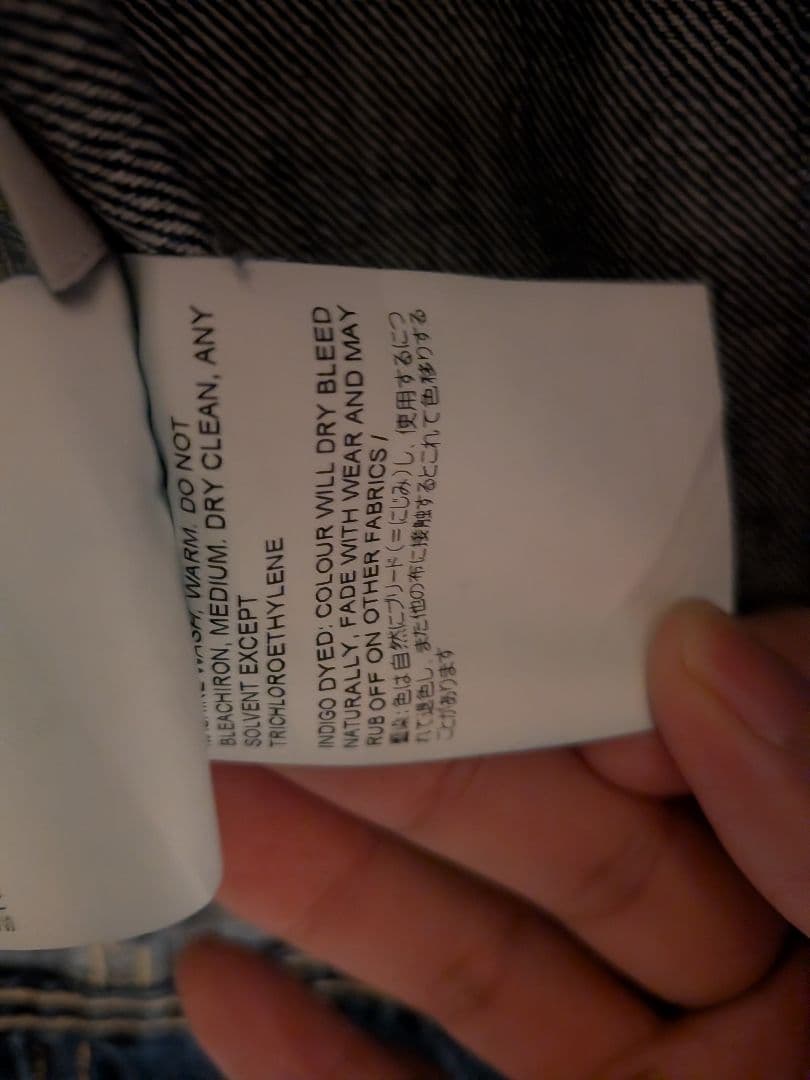 WARM. DO NOT
BLEACHIRON, MEDIUM. DRY CLEAN, ANY
SOLVENT EXCEPT
TRICHLOROETHYLENE
INDIGO DYED: COLOUR WILL DRY BLEED
NATURALLY, FADE WITH WEAR AND MAY
RUB OFF ON OTHER FABRICS /
藍染:色は自然にブリード(=にじみ)し、使用するにつ
れて退色し、また他の布に接触するとこれて色移りする
ことがあります